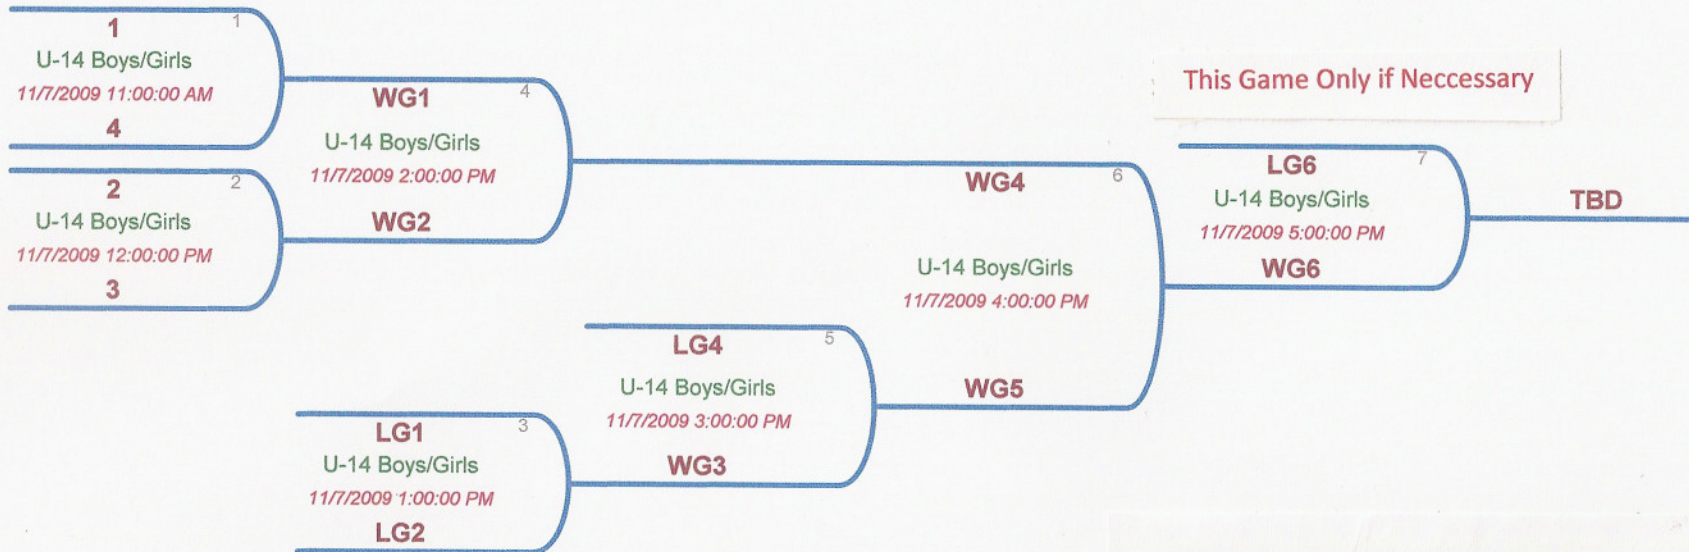 1
1
U-14 Boys/Girls
11/7/2009 11:00:00 AM
4
2
2
U-14 Boys/Girls
11/7/2009 12:00:00 PM
3
WG1
4
U-14 Boys/Girls
11/7/2009 2:00:00 PM
WG2
LG1
3
U-14 Boys/Girls
11/7/2009 1:00:00 PM
LG2
LG4
5
U-14 Boys/Girls
11/7/2009 3:00:00 PM
WG3
WG4
6
U-14 Boys/Girls
11/7/2009 4:00:00 PM
WG5
This Game Only if Neccessary
LG6
7
U-14 Boys/Girls
11/7/2009 5:00:00 PM
WG6
TBD